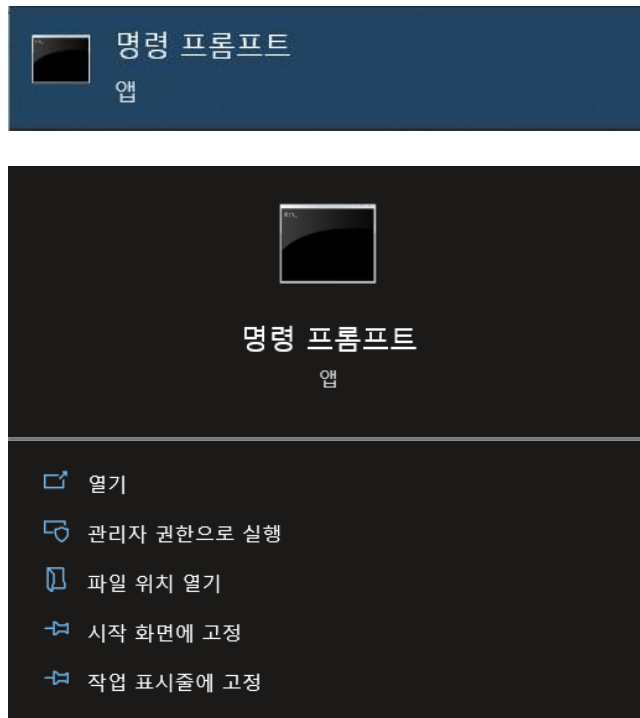 명령 프롬프트
앱
명령 프롬프트
앱
열기
관리자 권한으로 실행
파일 위치 열기
시작 화면에 고정
작업 표시줄에 고정